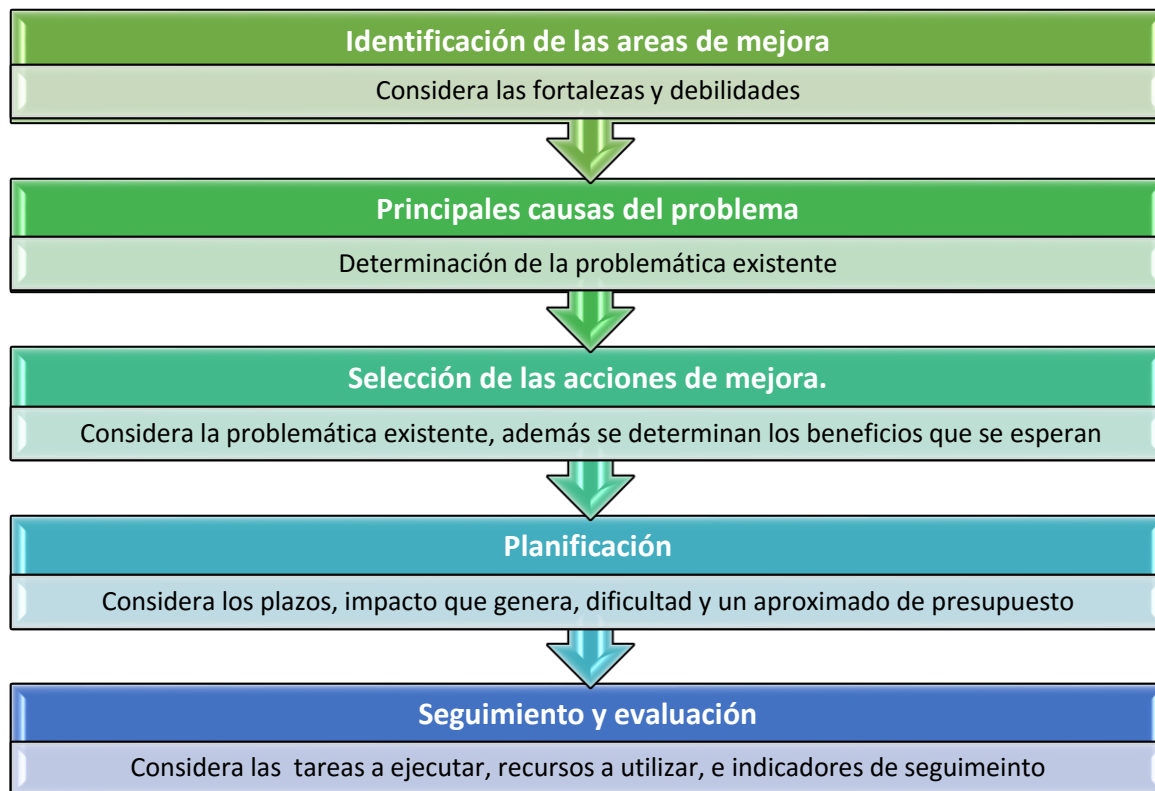 Identificación de las areas de mejora
Considera las fortalezas y debilidades
Principales causas del problema
Determinación de la problemática existente
Selección de las acciones de mejora.
Considera la problemática existente, además se determinan los beneficios que se esperan
Planificación
Considera los plazos, impacto que genera, dificultad y un aproximado de presupuesto
Seguimiento y evaluación
Considera las tareas a ejecutar, recursos a utilizar, e indicadores de seguimeinto